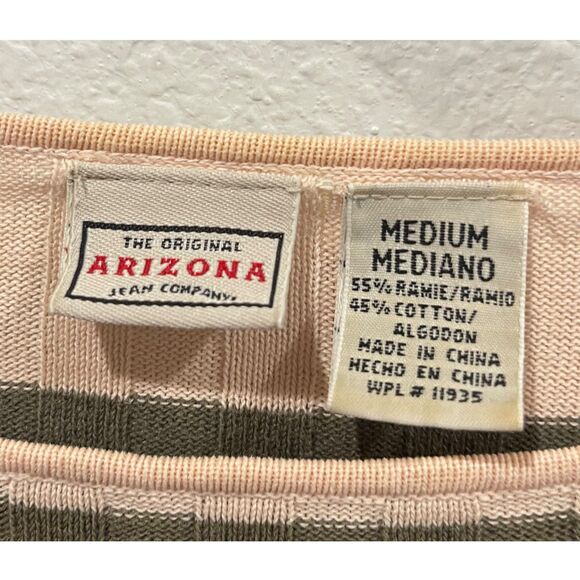 THE ORIGINAL
ARIZONA
JEAN COMPANY.
MEDIUM
MEDIANO
55% RAMIE/RAMIO
45% COTTON/
ALGODON
MADE IN CHINA
HECHO EN CHINA
WPL # 11935